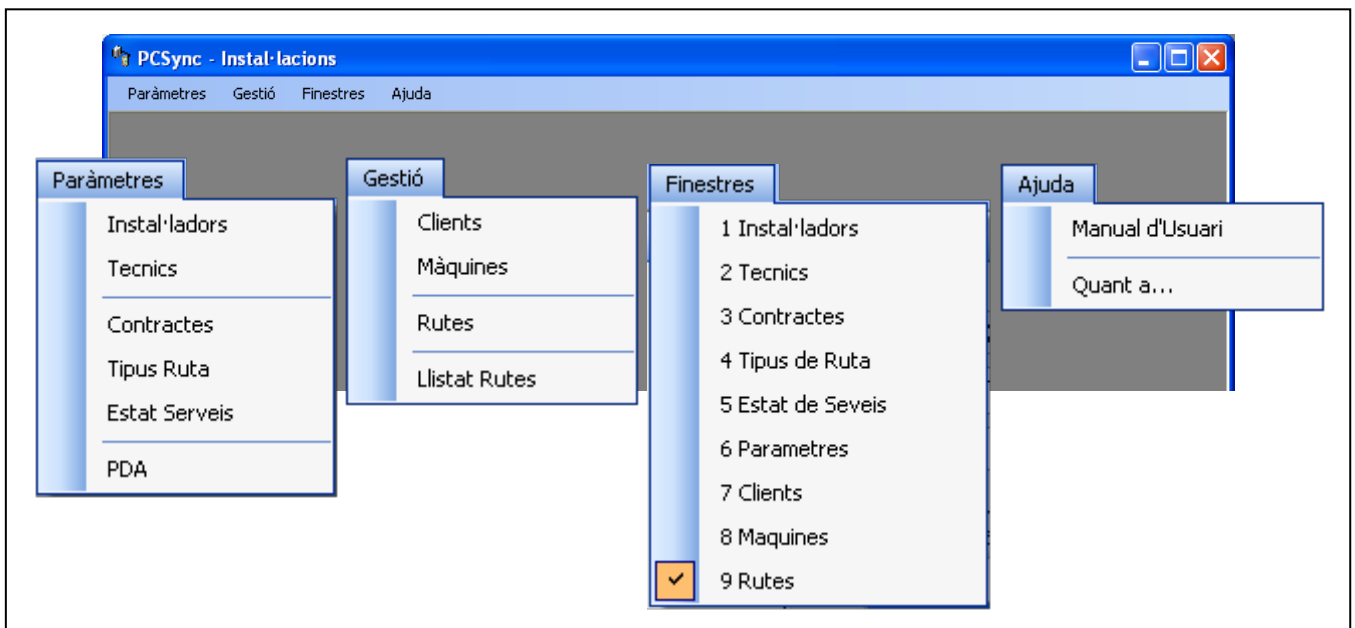 PCSync - Instal·lacions
Paràmetres Gestió Finestres Ajuda
Paràmetres
Instal·ladors
Tecnics
Contractes
Tipus Ruta
Estat Serveis
PDA
Gestió
Clients
Màquines
Rutes
Llistat Rutes
Finestres
1 Instal·ladors
2 Tecnics
3 Contractes
4 Tipus de Ruta
5 Estat de Seveis
6 Parametres
7 Clients
8 Maquines
9 Rutes
Ajuda
Manual d'Usuari
Quant a...